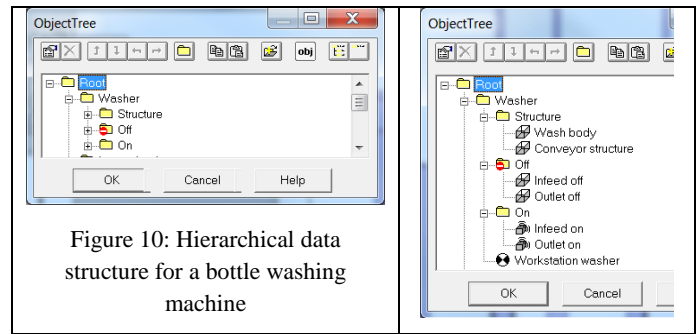 ObjectTree
obj
Root
Washer
Structure
Off
On
OK Cancel Help
Figure 10: Hierarchical data
structure for a bottle washing
machine
ObjectTree
Root
Washer
Structure
Wash body
Conveyor structure
Off
Infeed off
Outlet off
On
Infeed on
Outlet on
Workstation washer
OK Cancel